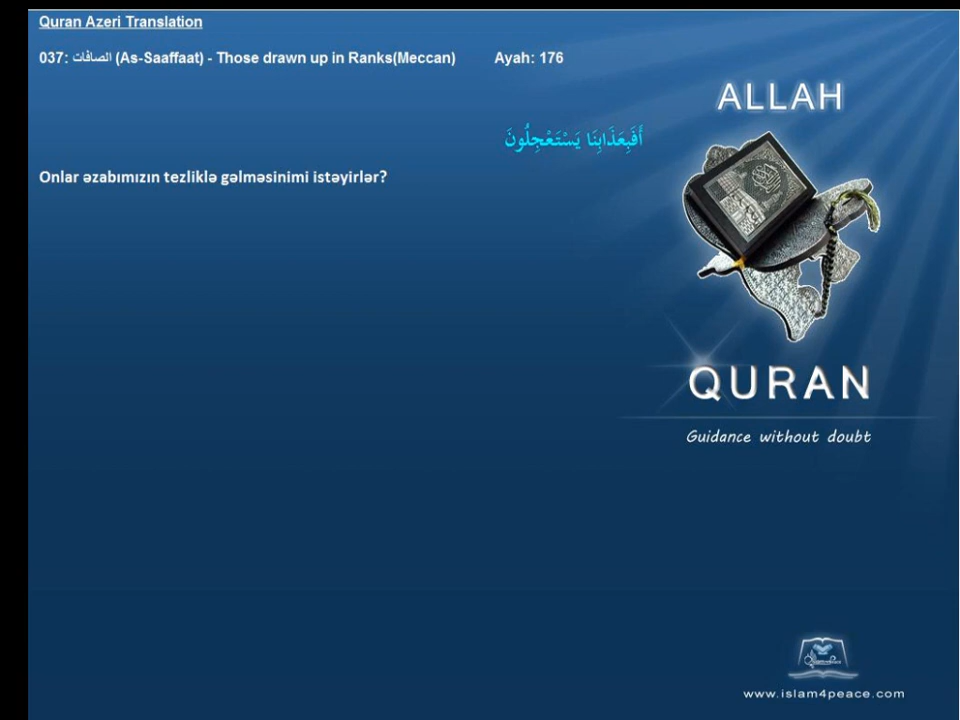 Quran Azeri Translation
037: الصافات (As-Saaffaat) - Those drawn up in Ranks(Meccan) Ayah: 176
ALLAH
أَفَبِعَذَابِنَا يَسْتَعْجِلُونَ
Onlar əzabımızın tezliklə gəlməsinimi istəyirlər?
QURAN
Guidance without doubt
www.islam4peace.com